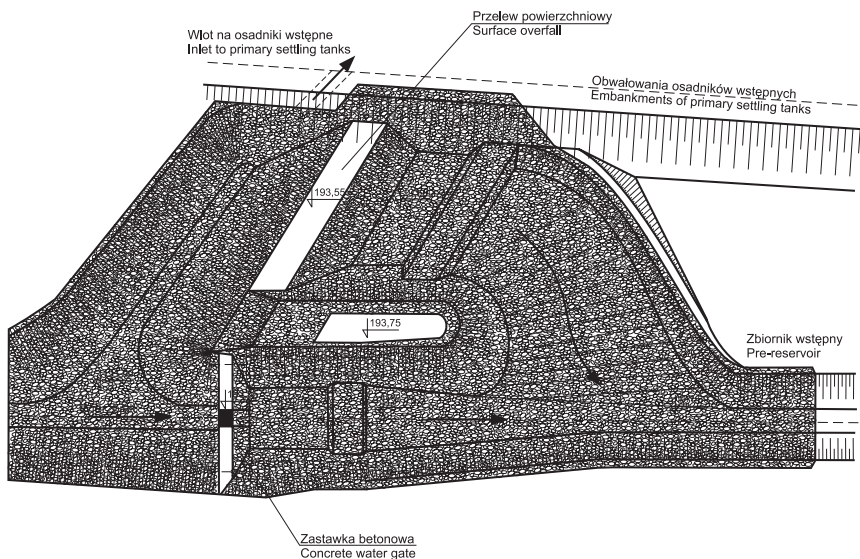 Przelew powierzchniowy
Surface overfall
Wlot na osadniki wstępne
Inlet to primary settling tanks
Obwałowania osadników wstępnych
Embankments of primary settling tanks
193,55
193,75
Zbiornik wstępny
Pre-reservoir
Zastawka betonowa
Concrete water gate